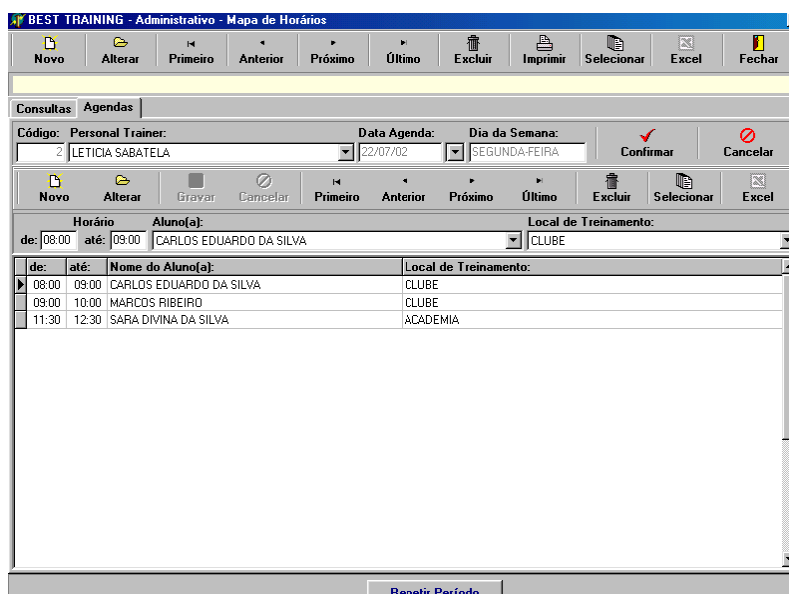 BEST TRAINING - Administrativo - Mapa de Horários
Novo Alterar Primeiro Anterior Próximo Último Excluir Imprimir Selecionar Excel Fechar
Consultas Agendas
Código: Personal Trainer: Data Agenda: Dia da Semana:
2 LETICIA SABATELA 22/07/02 SEGUNDA-FEIRA Confirmar Cancelar
Novo Alterar Gravar Cancelar Primeiro Anterior Próximo Último Excluir Selecionar Excel
Horário Aluno(a): Local de Treinamento:
de: 08:00 até: 09:00 CARLOS EDUARDO DA SILVA CLUBE
de: até: Nome do Aluno(a): Local de Treinamento:
08:00 09:00 CARLOS EDUARDO DA SILVA CLUBE
09:00 10:00 MARCOS RIBEIRO CLUBE
11:30 12:30 SARA DIVINA DA SILVA ACADEMIA
Repetir Período